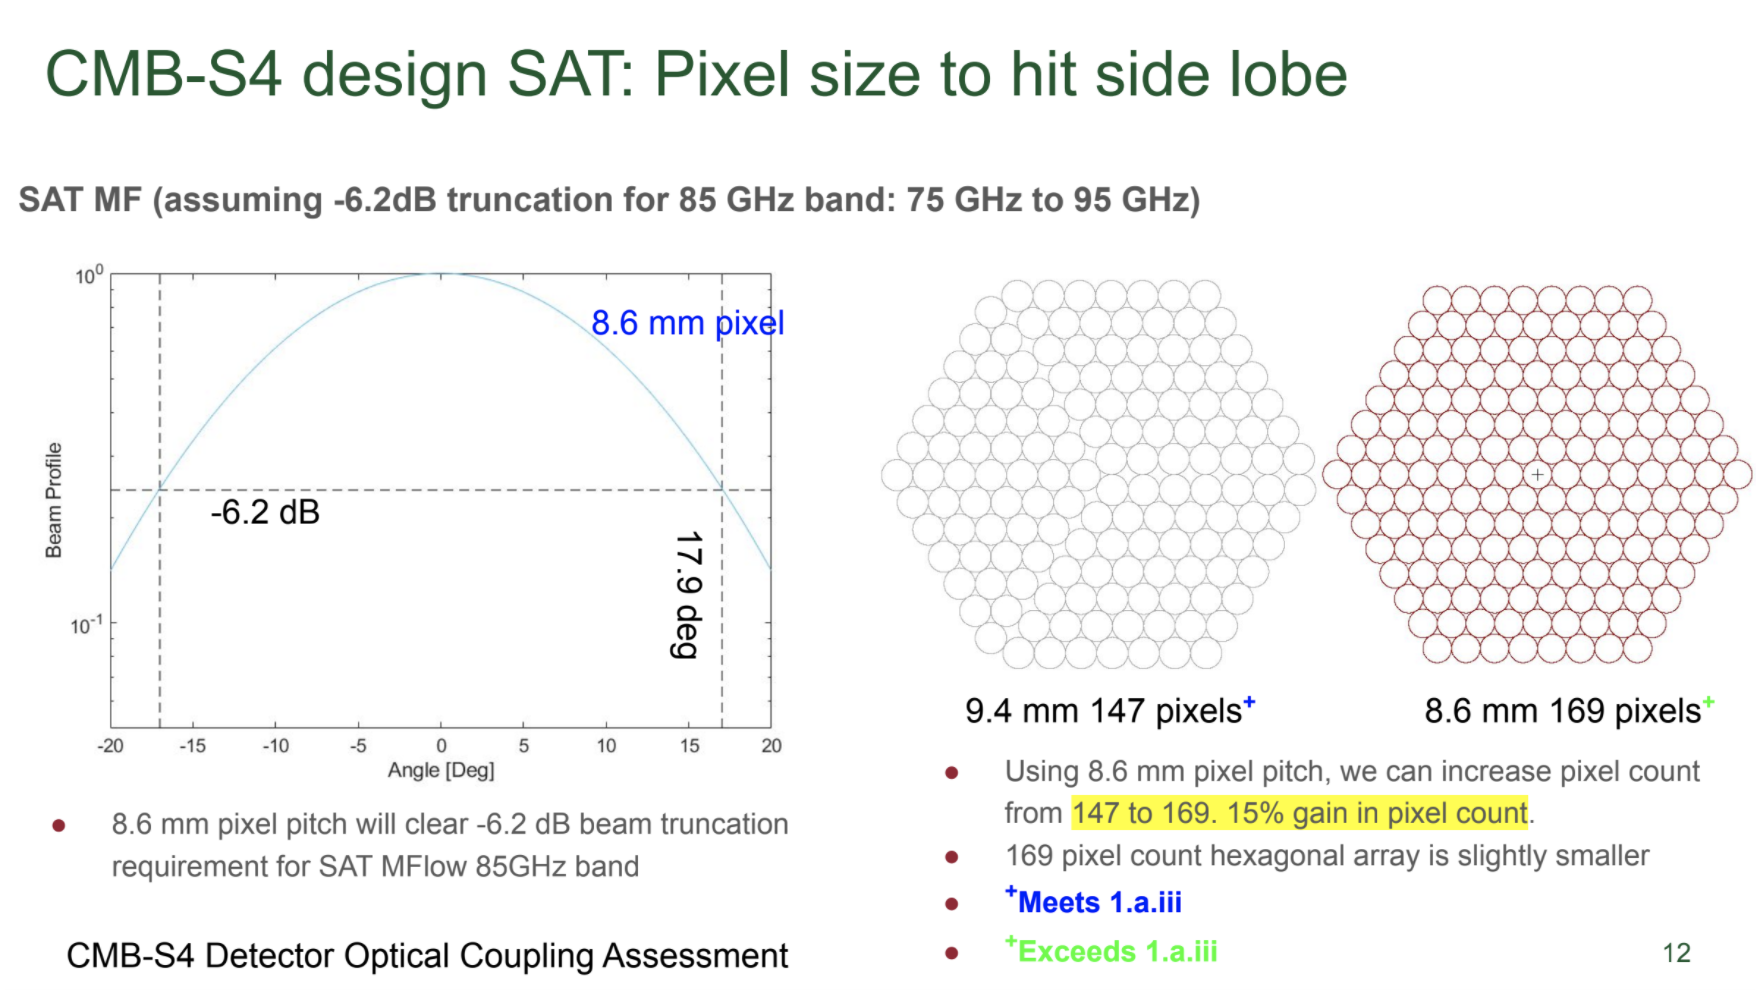 CMB-S4 design SAT: Pixel size to hit side lobe
SAT MF (assuming -6.2dB truncation for 85 GHz band: 75 GHz to 95 GHz)
10⁰
10⁻¹
Beam Profile
8.6 mm pixel
-6.2 dB
17.9 deg
-20 -15 -10 -5 0 5 10 15 20
Angle [Deg]
• 8.6 mm pixel pitch will clear -6.2 dB beam truncation
requirement for SAT MFlow 85GHz band
9.4 mm 147 pixels⁺
8.6 mm 169 pixels⁺
• Using 8.6 mm pixel pitch, we can increase pixel count
from 147 to 169. 15% gain in pixel count.
• 169 pixel count hexagonal array is slightly smaller
• ⁺Meets 1.a.iii
• ⁺Exceeds 1.a.iii
CMB-S4 Detector Optical Coupling Assessment
12